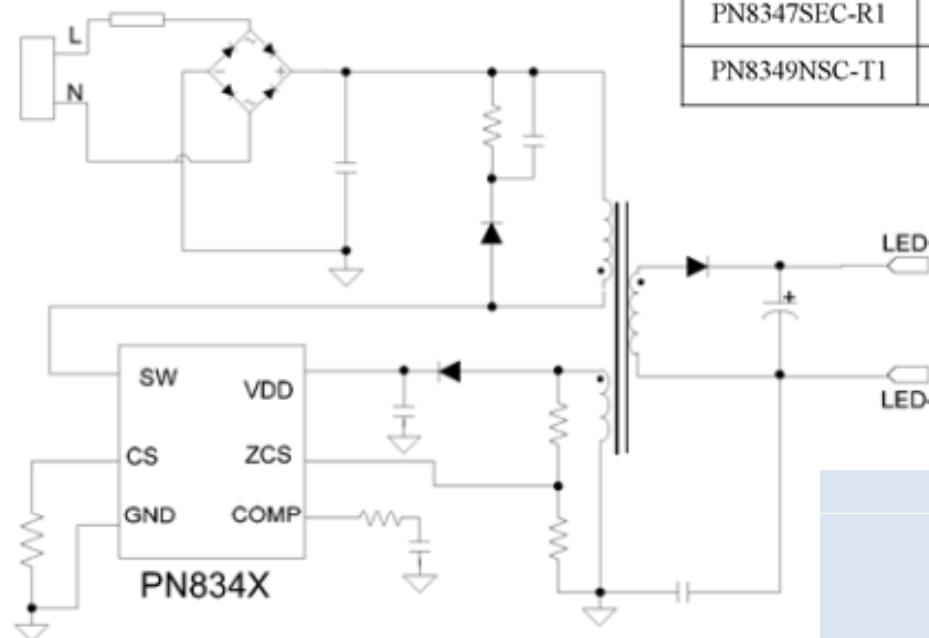 PN8347SEC-R1
PN8349NSC-T1
L
N
LED
LED-
SW
VDD
CS
ZCS
GND
COMP
PN834X
+
-
+